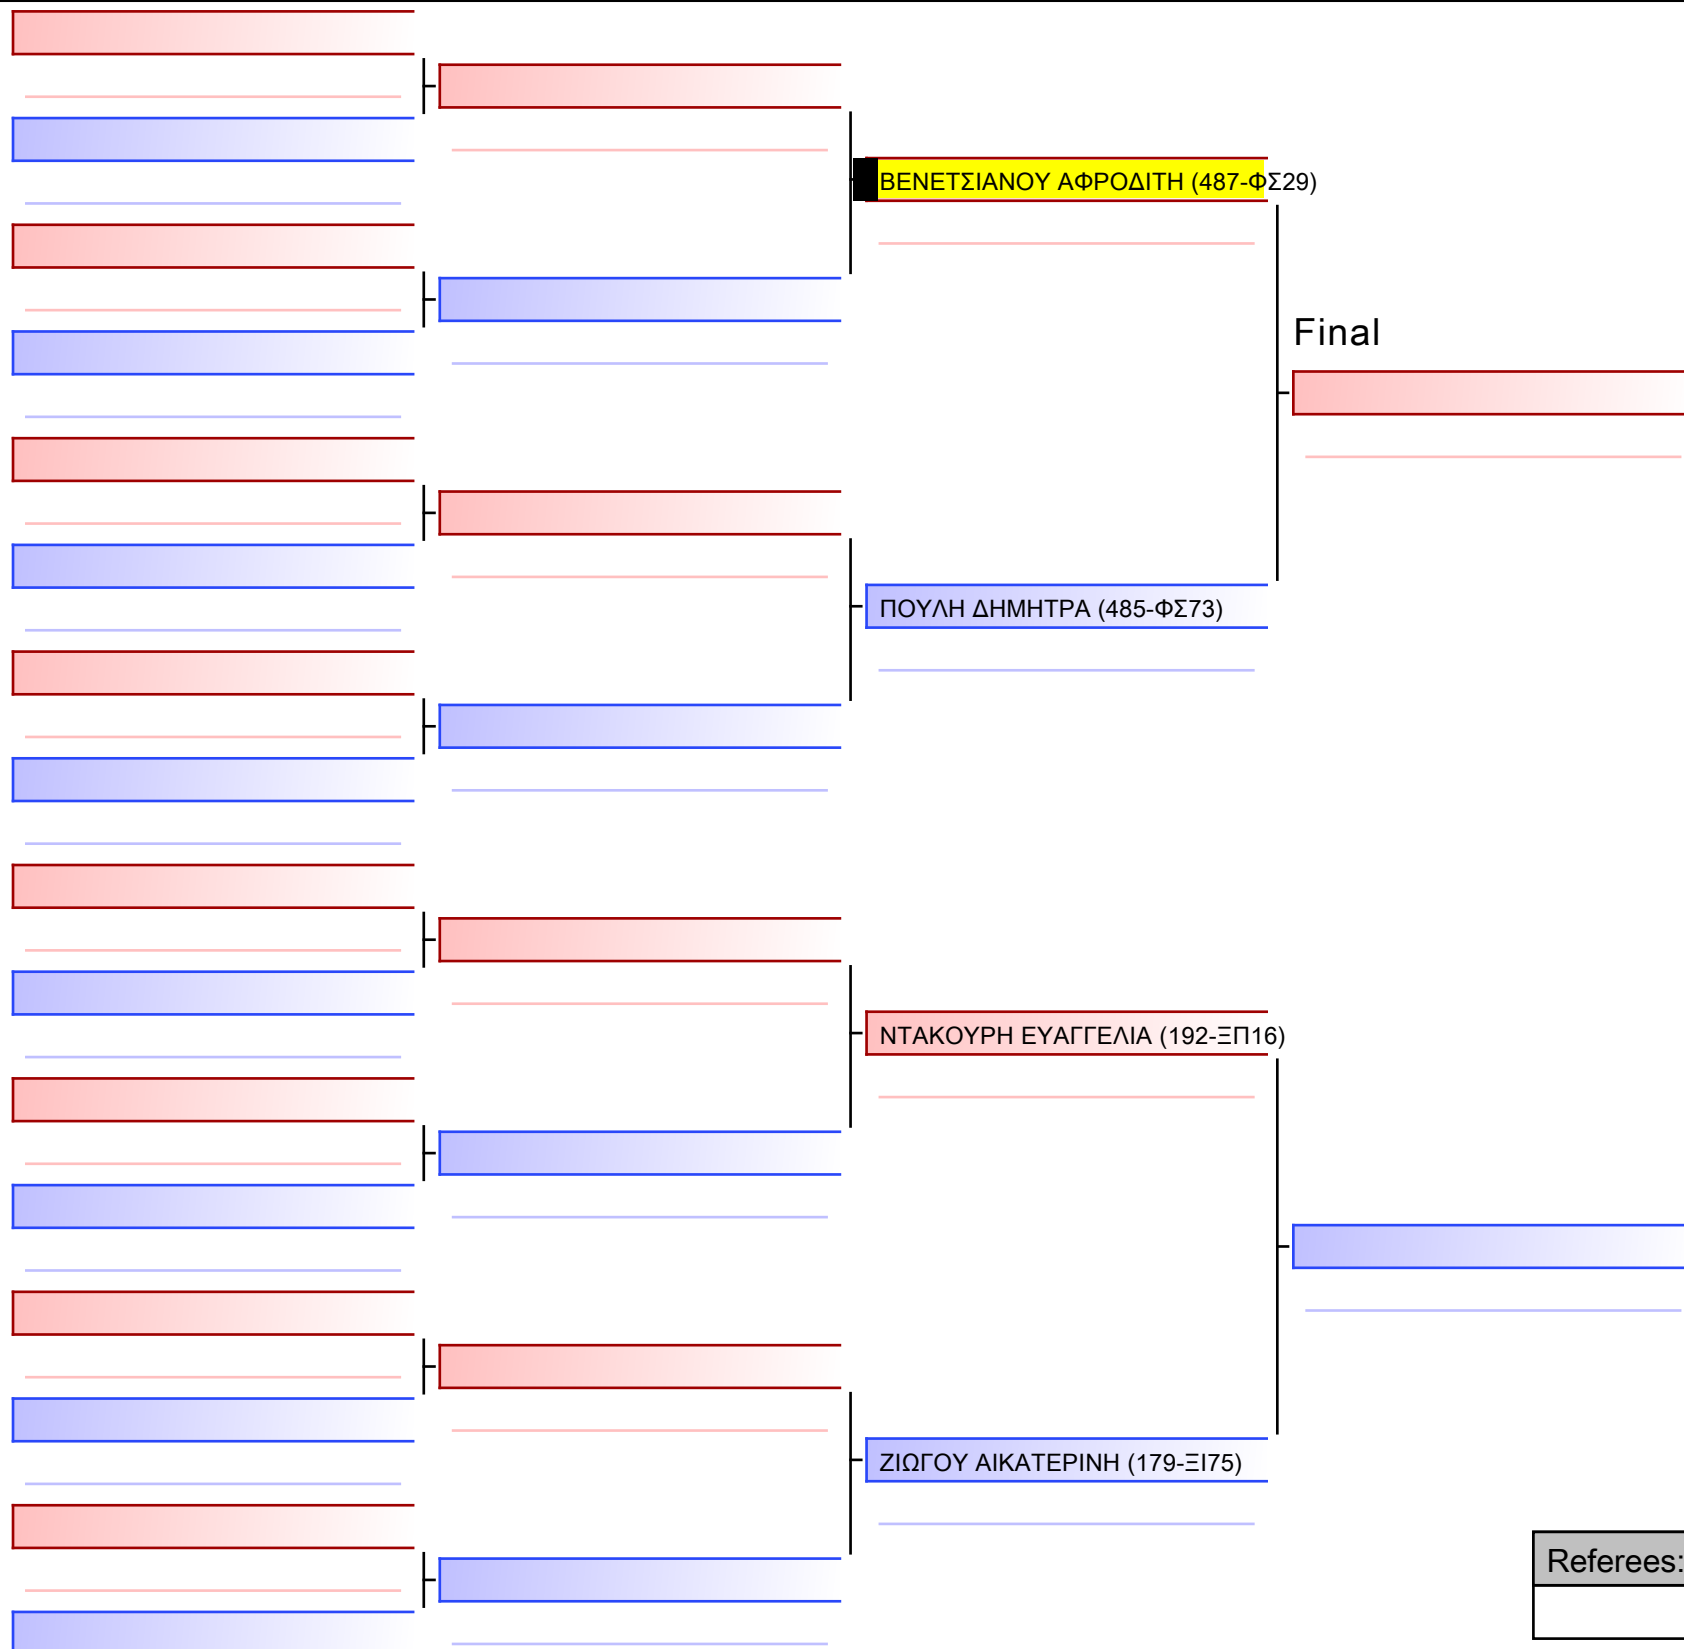 ΒΕΝΕΤΣΙΑΝΟΥ ΑΦΡΟΔΙΤΗ (487-ΦΣ29)
Final
ΠΟΥΛΗ ΔΗΜΗΤΡΑ (485-ΦΣ73)
ΝΤΑΚΟΥΡΗ ΕΥΑΓΓΕΛΙΑ (192-ΞΠ16)
ΖΙΩΓΟΥ ΑΙΚΑΤΕΡΙΝΗ (179-ΞΙ75)
Referees: